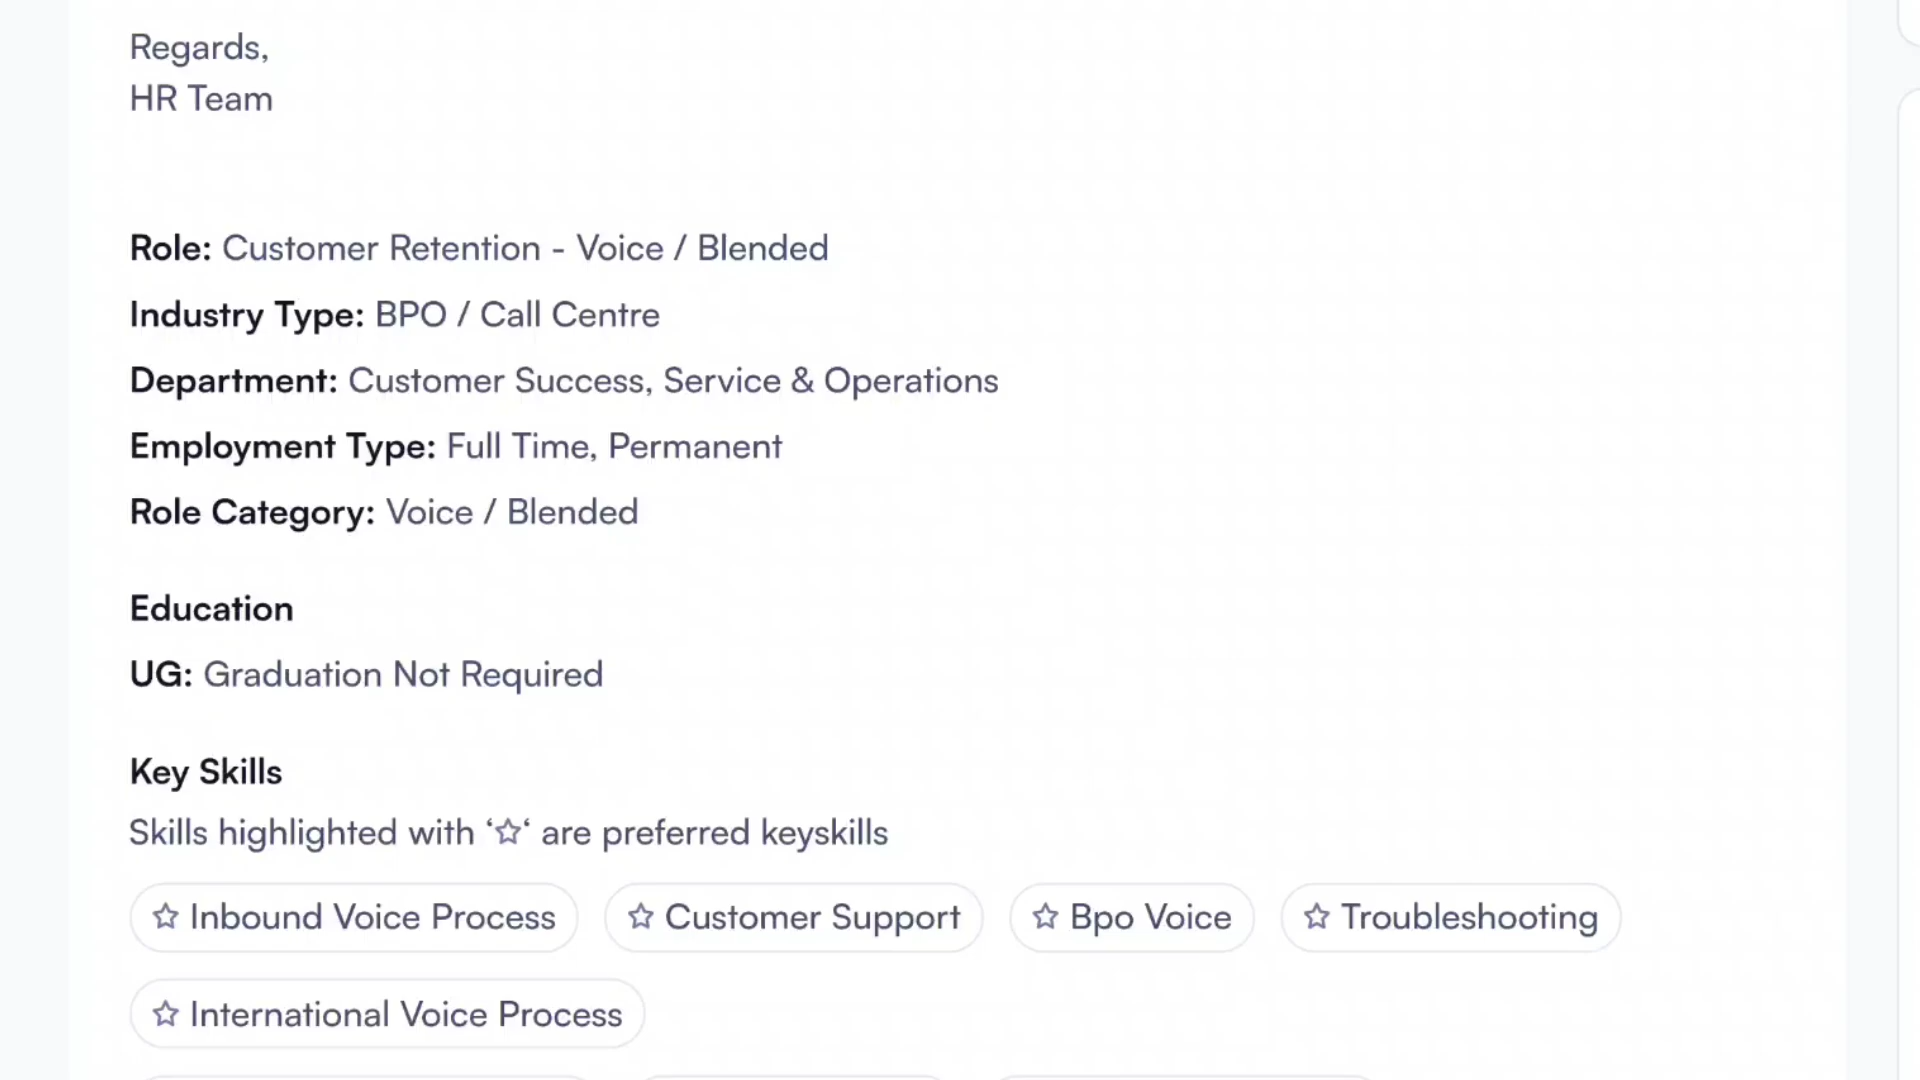 Regards,
HR Team
Role: Customer Retention - Voice / Blended
Industry Type: BPO / Call Centre
Department: Customer Success, Service & Operations
Employment Type: Full Time, Permanent
Role Category: Voice / Blended
Education
UG: Graduation Not Required
Key Skills
Skills highlighted with ‘☆‘ are preferred keyskills
☆ Inbound Voice Process ☆ Customer Support ☆ Bpo Voice ☆ Troubleshooting
☆ International Voice Process